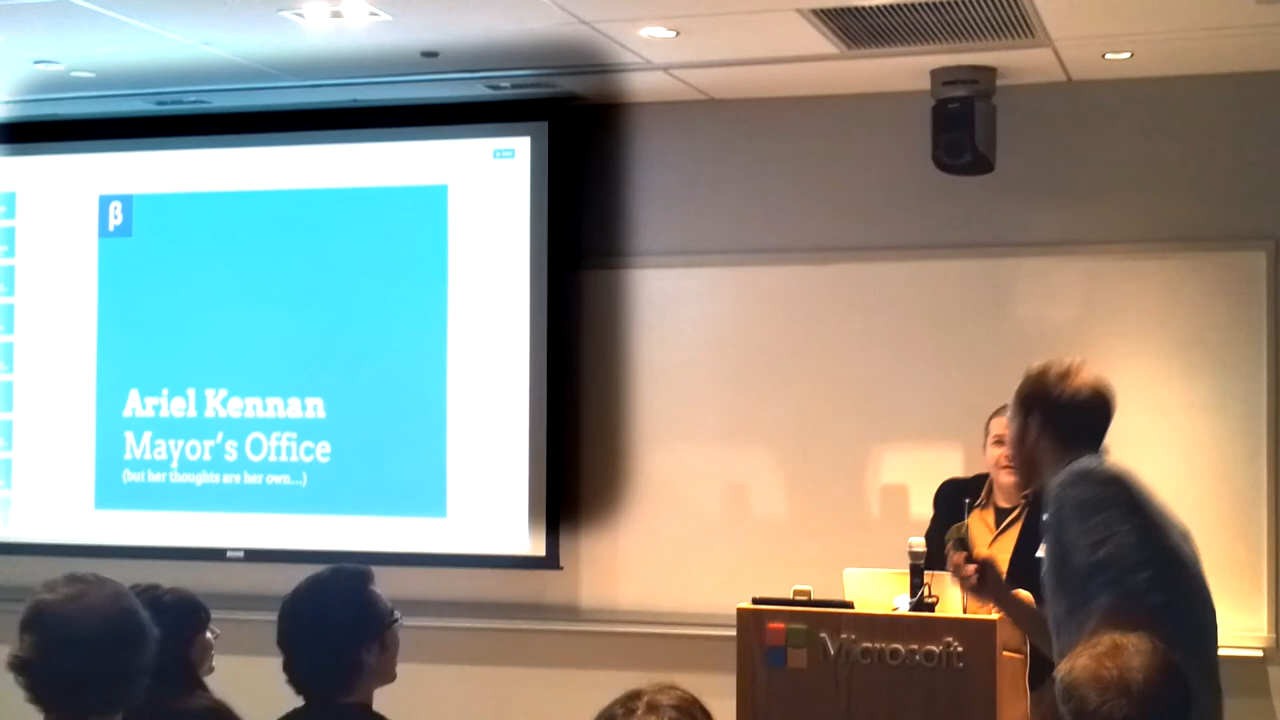 β
Ariel Kennan
Mayor's Office
(but her thoughts are her own...)
Microsoft